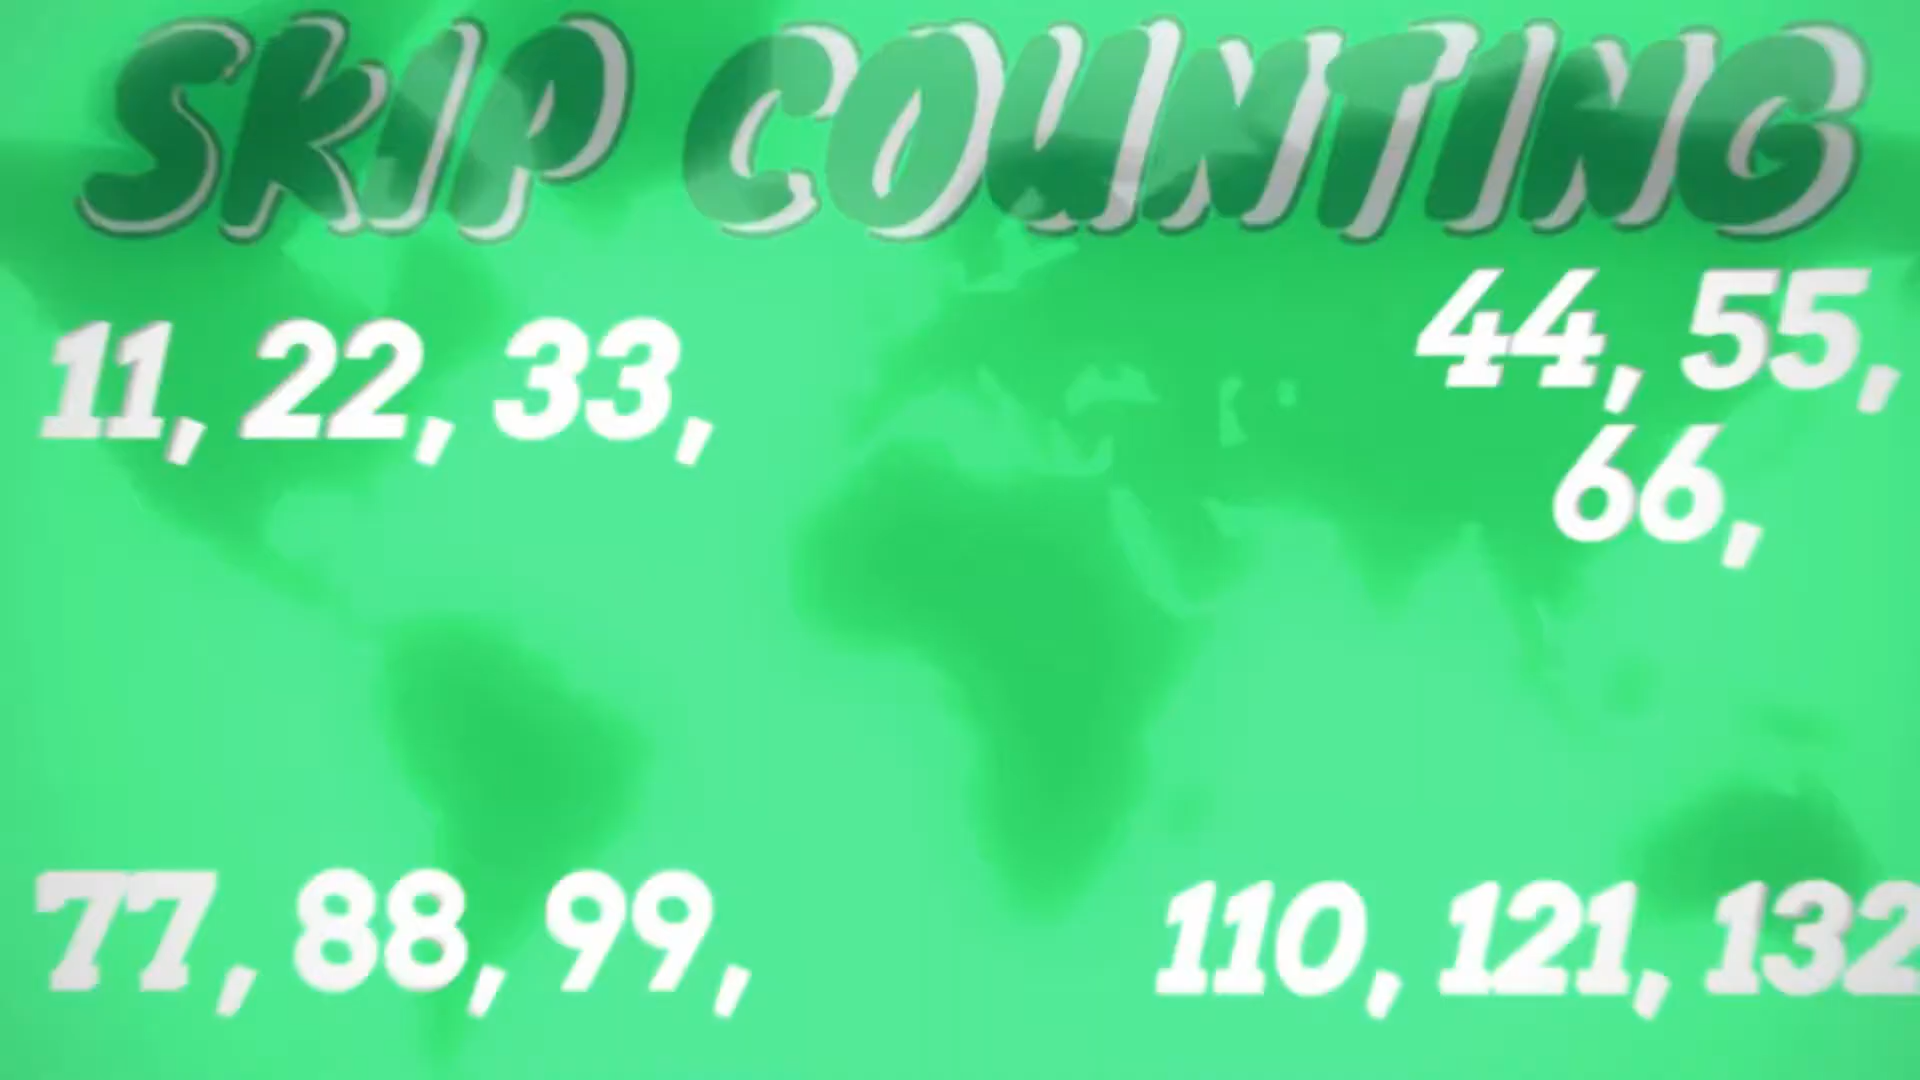 SKIP COUNTING
11, 22, 33,
44, 55,
66,
77, 88, 99,
110, 121, 132